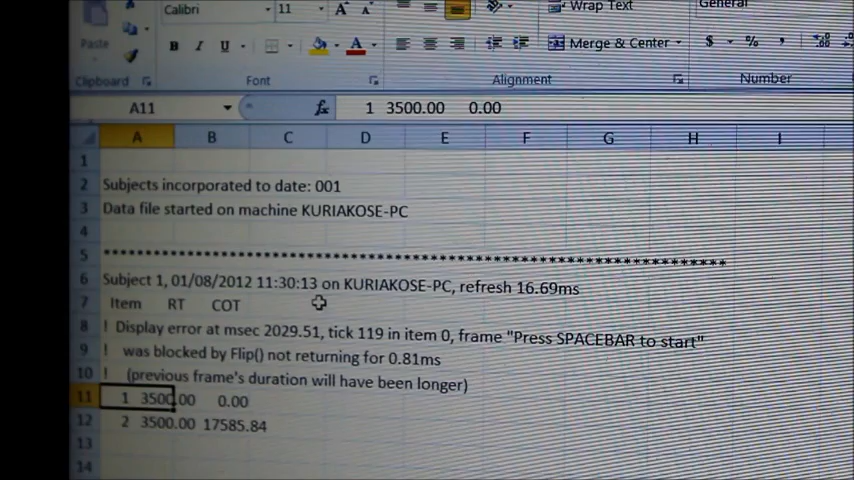 Calibri 11 A A Wrap Text General
Paste B I U A Merge & Center $ % ,
Clipboard Font Alignment Number
A11 fx 1 3500.00 0.00
A B C D E F G H I
1
2 Subjects incorporated to date: 001
3 Data file started on machine KURIAKOSE-PC
4
5 **********************************************************************************
6 Subject 1, 01/08/2012 11:30:13 on KURIAKOSE-PC, refresh 16.69ms
7 Item RT COT
8 ! Display error at msec 2029.51, tick 119 in item 0, frame "Press SPACEBAR to start"
9 ! was blocked by Flip() not returning for 0.81ms
10 ! (previous frame's duration will have been longer)
11 1 3500.00 0.00
12 2 3500.00 17585.84
13
14